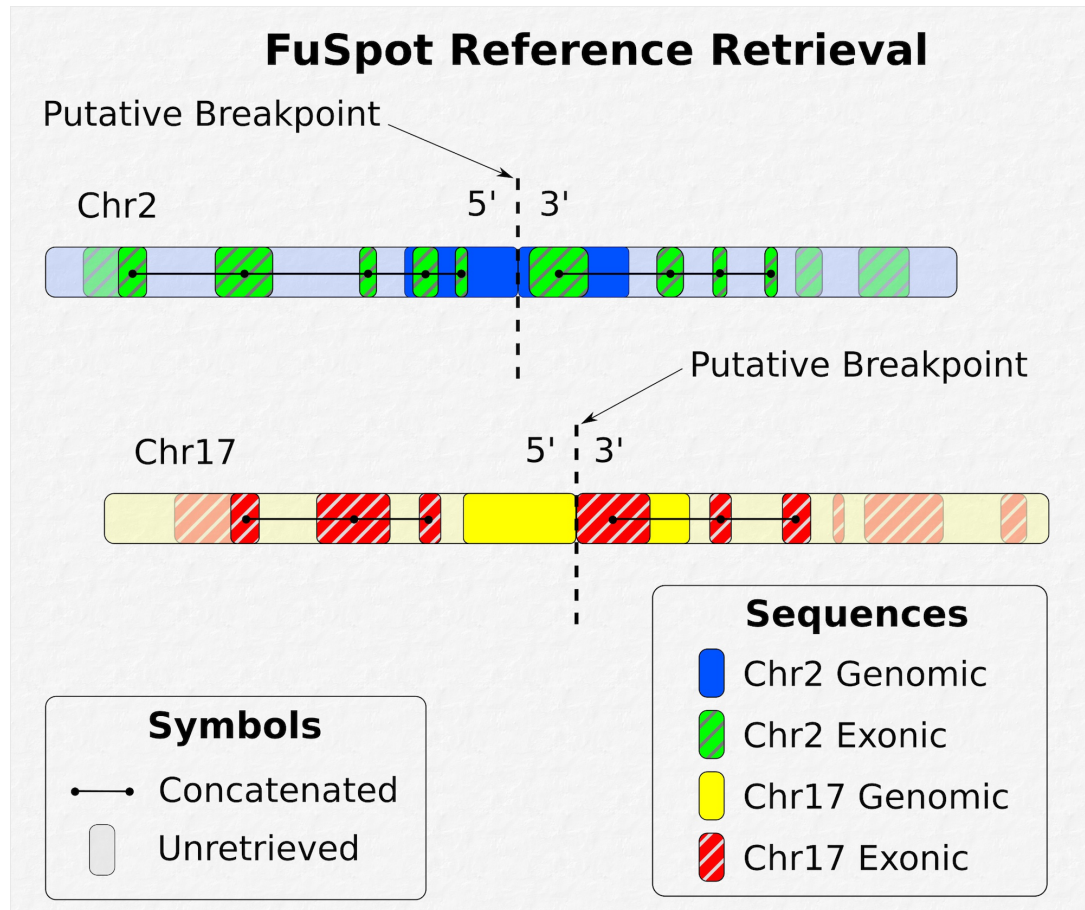 FuSpot Reference Retrieval
Putative Breakpoint
Chr2
5' 3'
Putative Breakpoint
Chr17
5' 3'
Sequences
Chr2 Genomic
Chr2 Exonic
Chr17 Genomic
Chr17 Exonic
Symbols
Concatenated
Unretrieved